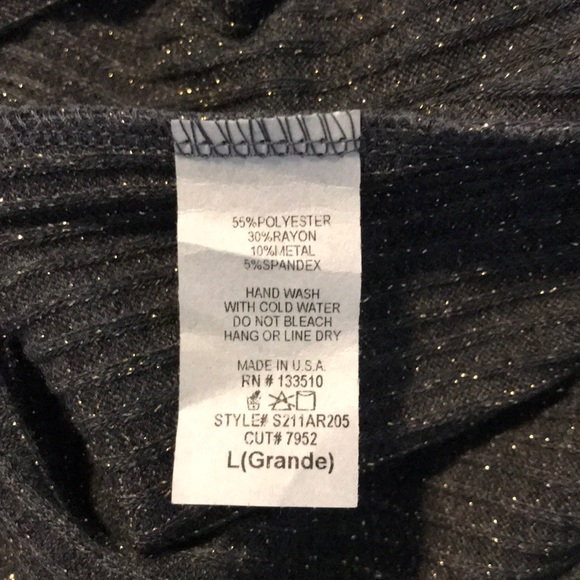 55%POLYESTER
30%RAYON
10%METAL
5%SPANDEX
HAND WASH
WITH COLD WATER
DO NOT BLEACH
HANG OR LINE DRY
MADE IN U.S.A.
RN # 133510
STYLE# S211AR205
CUT# 7952
L(Grande)